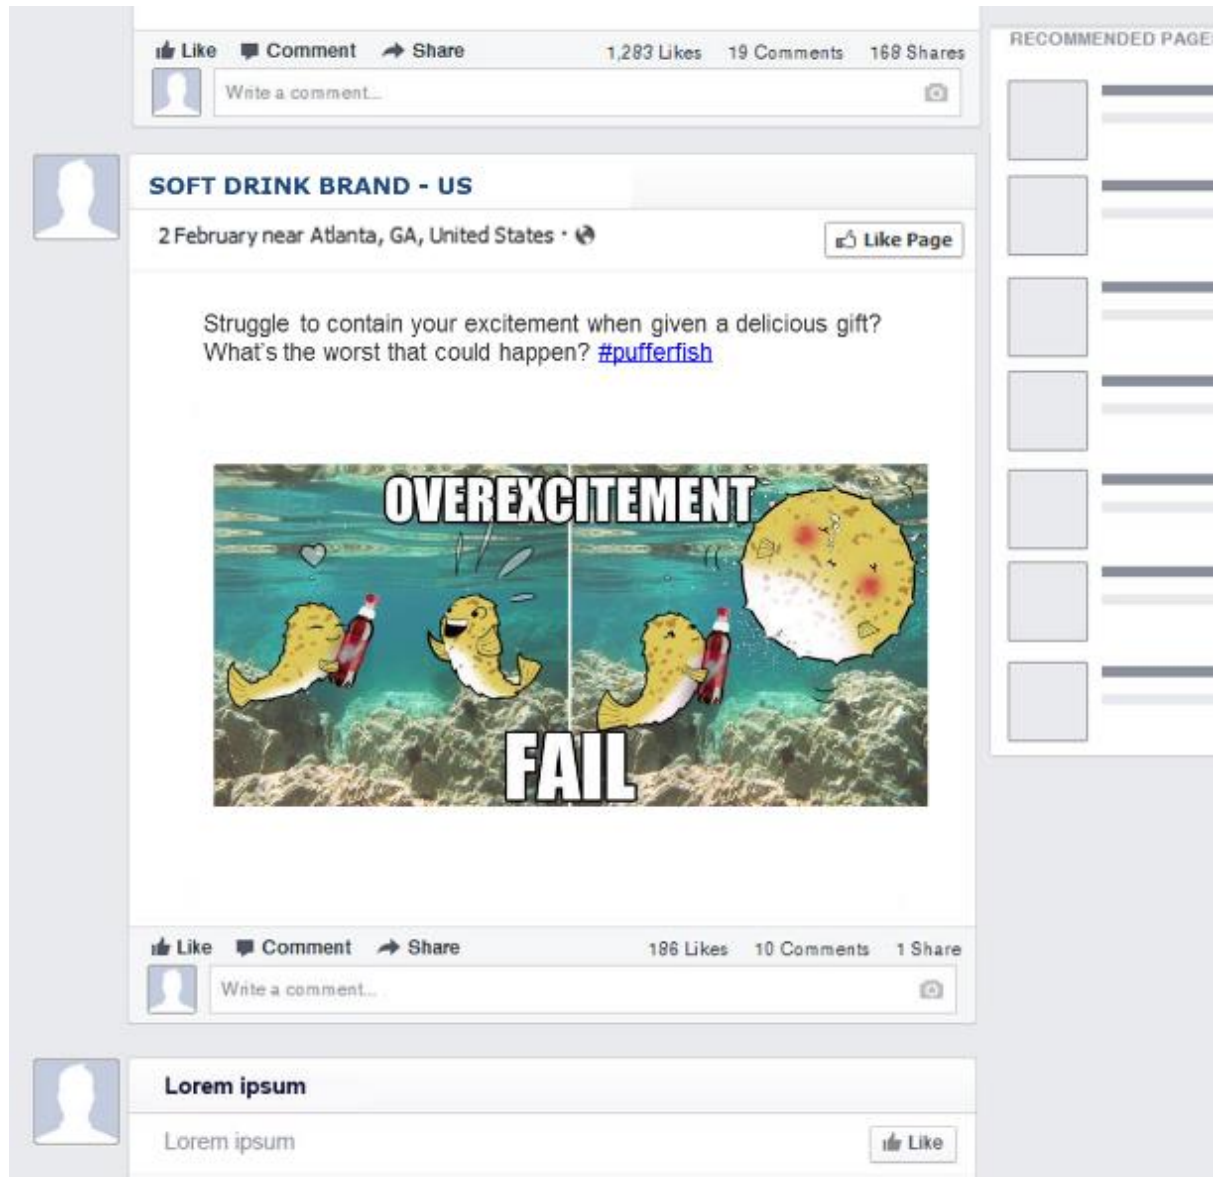 Like Comment Share 1,283 Likes 19 Comments 168 Shares
RECOMMENDED PAGE
Write a comment...
SOFT DRINK BRAND - US
2 February near Atlanta, GA, United States ·
Like Page
Struggle to contain your excitement when given a delicious gift?
What's the worst that could happen? #pufferfish
OVEREXCITEMENT
FAIL
Like Comment Share 186 Likes 10 Comments 1 Share
Write a comment...
Lorem ipsum
Lorem ipsum
Like